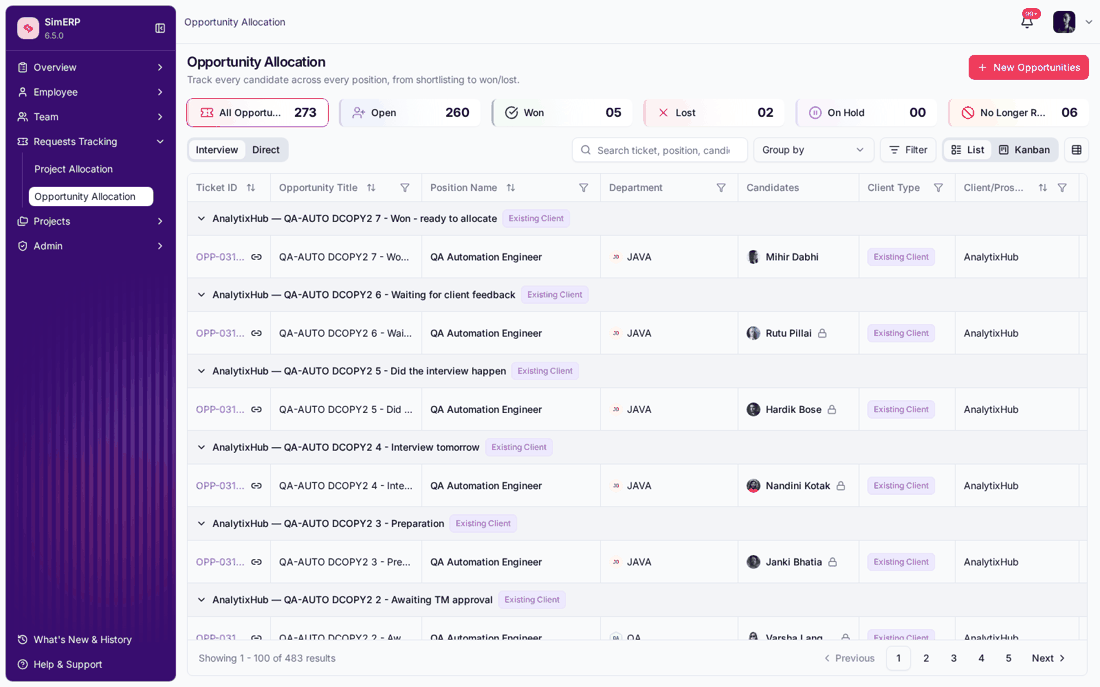 SimERP
6.5.0
Overview
Employee
Team
Requests Tracking
Project Allocation
Opportunity Allocation
Projects
Admin
What's New & History
Help & Support
Opportunity Allocation
99+
Opportunity Allocation
Track every candidate across every position, from shortlisting to won/lost.
+ New Opportunities
All Opportu... 273
Open 260
Won 05
Lost 02
On Hold 00
No Longer R... 06
Interview Direct
Search ticket, position, candi
Group by
Filter
List Kanban
Ticket ID Opportunity Title Position Name Department Candidates Client Type Client/Pros...
AnalytixHub — QA-AUTO DCOPY2 7 - Won - ready to allocate Existing Client
OPP-031... QA-AUTO DCOPY2 7 - Wo... QA Automation Engineer JD JAVA Mihir Dabhi Existing Client AnalytixHub
AnalytixHub — QA-AUTO DCOPY2 6 - Waiting for client feedback Existing Client
OPP-031... QA-AUTO DCOPY2 6 - Wai... QA Automation Engineer JD JAVA Rutu Pillai Existing Client AnalytixHub
AnalytixHub — QA-AUTO DCOPY2 5 - Did the interview happen Existing Client
OPP-031... QA-AUTO DCOPY2 5 - Did ... QA Automation Engineer JD JAVA Hardik Bose Existing Client AnalytixHub
AnalytixHub — QA-AUTO DCOPY2 4 - Interview tomorrow Existing Client
OPP-031... QA-AUTO DCOPY2 4 - Inte... QA Automation Engineer JD JAVA Nandini Kotak Existing Client AnalytixHub
AnalytixHub — QA-AUTO DCOPY2 3 - Preparation Existing Client
OPP-031... QA-AUTO DCOPY2 3 - Pre... QA Automation Engineer JD JAVA Janki Bhatia Existing Client AnalytixHub
AnalytixHub — QA-AUTO DCOPY2 2 - Awaiting TM approval Existing Client
OPP-031... QA-AUTO DCOPY2 2 - Aw... QA Automation Engineer QA QA Varsha Lang... Existing Client AnalytixHub
Showing 1 - 100 of 483 results
Previous 1 2 3 4 5 Next